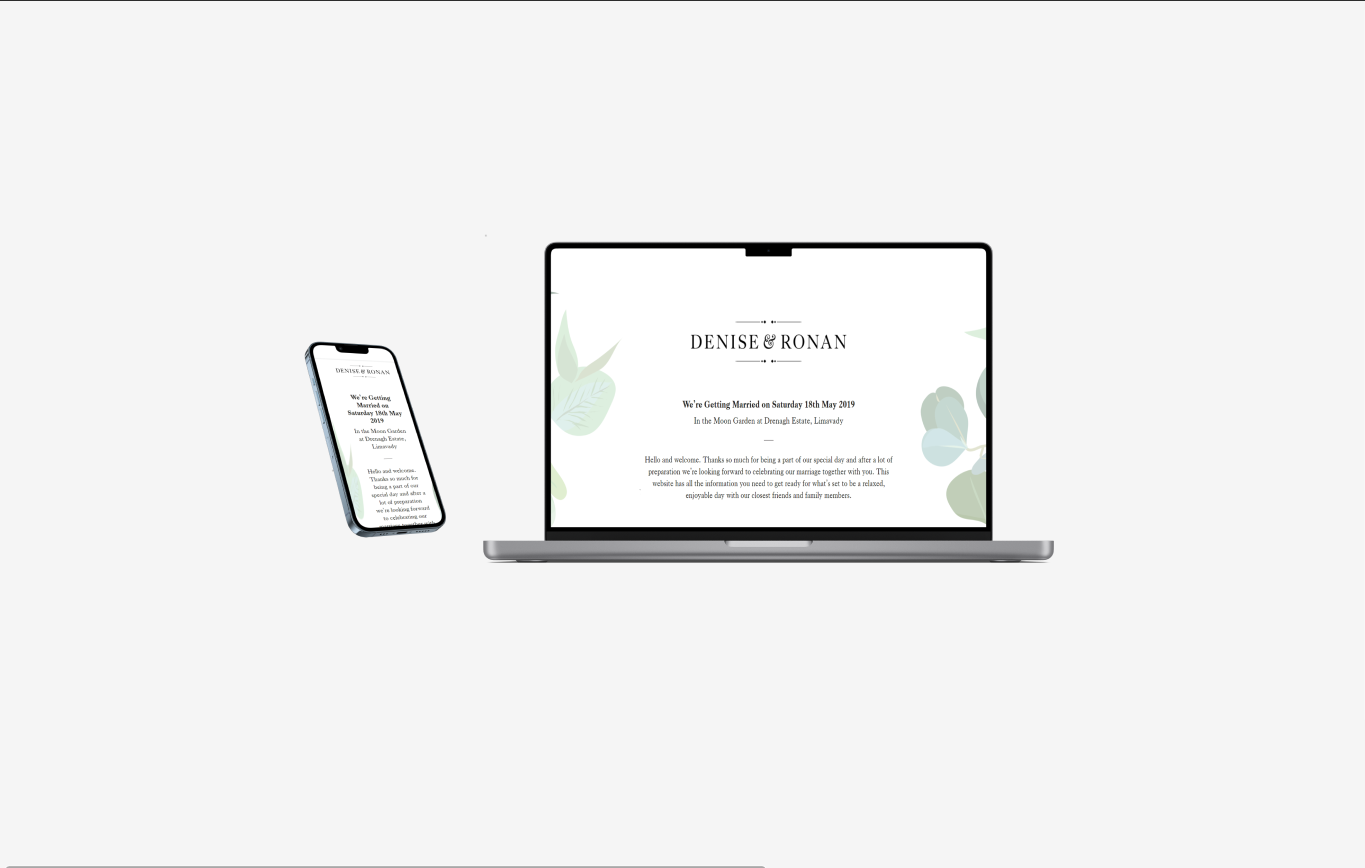 DENISE & RONAN
We're Getting
Married on
Saturday 18th May
2019
In the Moon Garden
at Drenagh Estate,
Limavady
Hello and welcome.
Thanks so much for
being a part of our
special day and after a
lot of preparation
we're looking forward
to celebrating our
marriage together with
DENISE & RONAN
We're Getting Married on Saturday 18th May 2019
In the Moon Garden at Drenagh Estate, Limavady
Hello and welcome. Thanks so much for being a part of our special day and after a lot of
preparation we're looking forward to celebrating our marriage together with you. This
website has all the information you need to get ready for what's set to be a relaxed,
enjoyable day with our closest friends and family members.